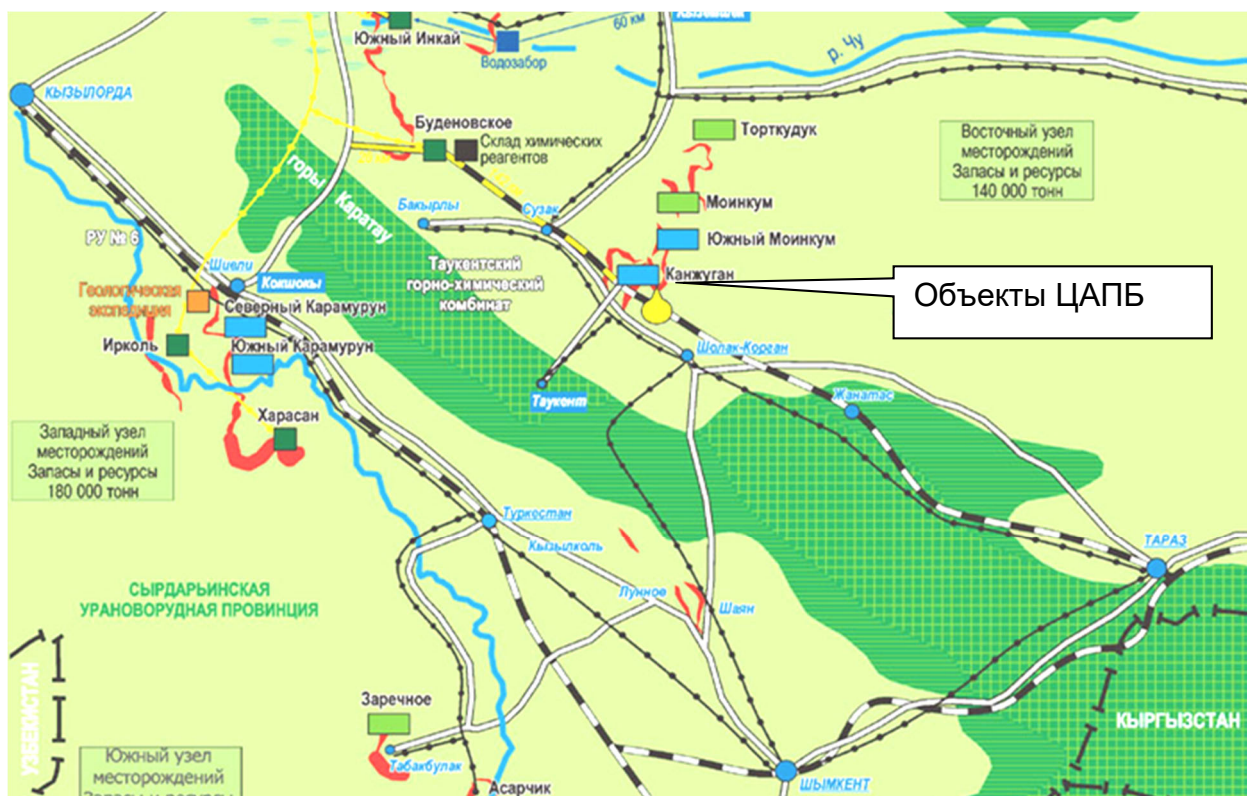 Южный Инкай
60 км
Водозабор
р. Чу
КЫЗЫЛОРДА
Буденовское
Склад химических
реагентов
Торткудук
Восточный узел
месторождений
Запасы и ресурсы
140 000 тонн
горы Каратау
Бакырлы
Сузак
Моинкум
Южный Моинкум
РУ № 6
Шиели
Таукентский
горно-химический
комбинат
Канжуган
Объекты ЦАПБ
Геологическая
экспедиция
Северный Карамурун
Ирколь
Южный Карамурун
Шолак-Корган
Таукент
Жанатас
Харасан
Западный узел
месторождений
Запасы и ресурсы
180 000 тонн
Туркостан
Кызылколь
ТАРАЗ
СЫРДАРЬИНСКАЯ
УРАНОВОРУДНАЯ ПРОВИНЦИЯ
Лунное
Шаян
УЗБЕКИСТАН
Заречное
КЫРГЫЗСТАН
Табакбулак
Южный узел
месторождений
Асарчик
ШЫМКЕНТ